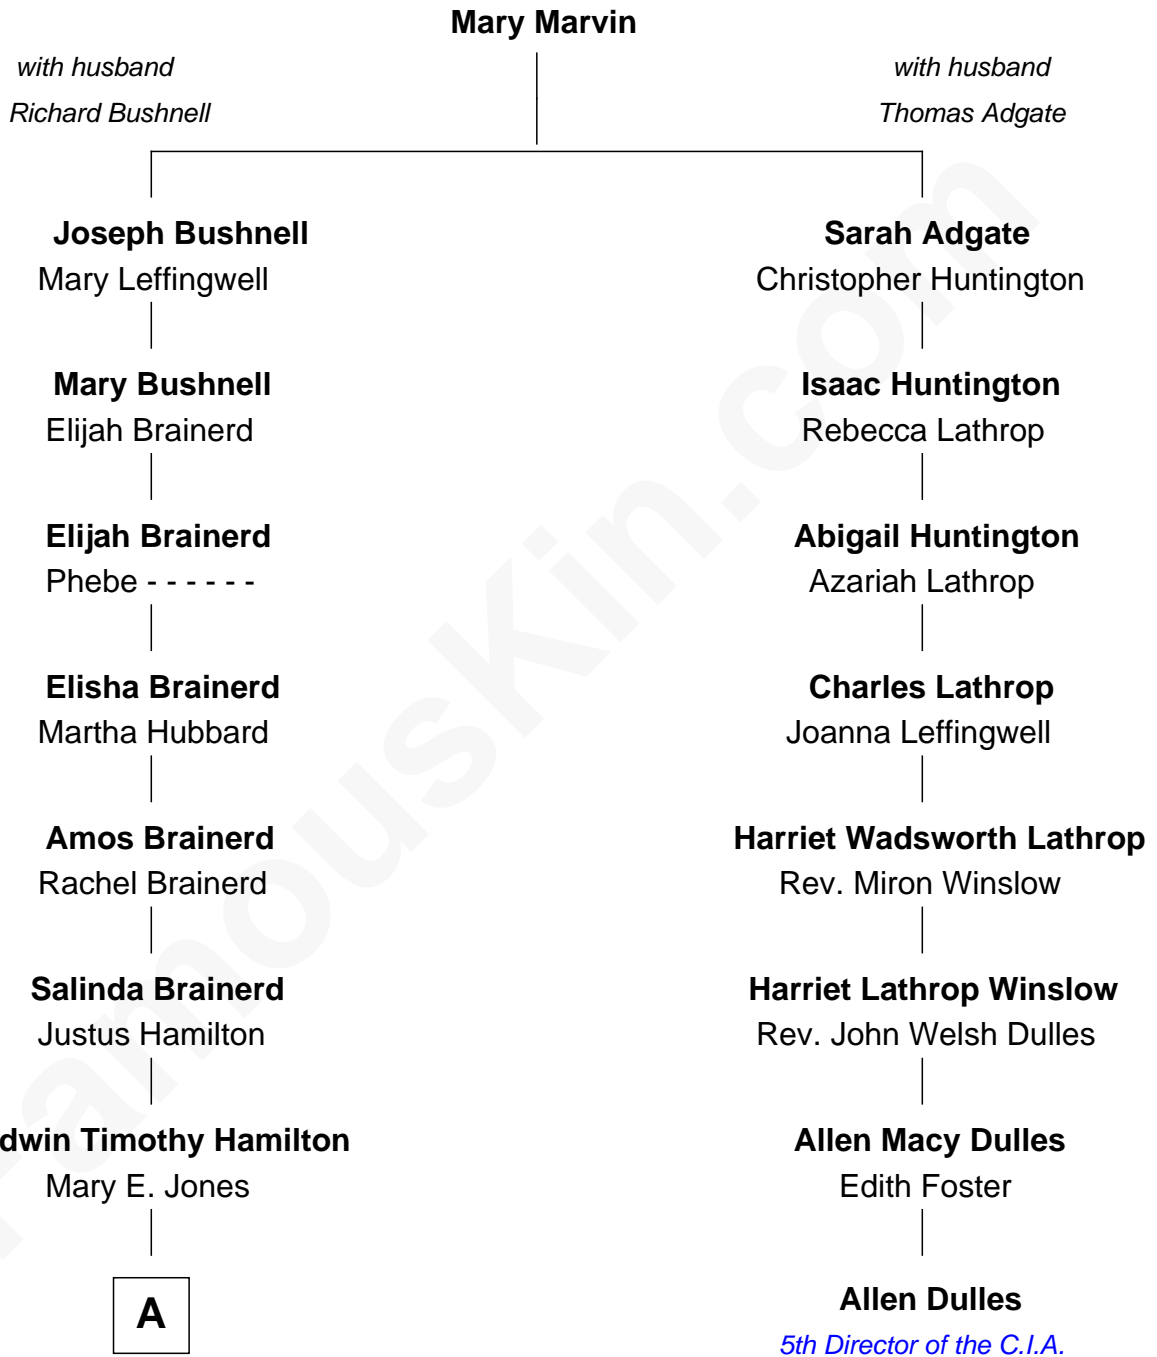 Mary Marvin
with husband
Richard Bushnell
with husband
Thomas Adgate
Joseph Bushnell
Mary Leffingwell
Sarah Adgate
Christopher Huntington
Mary Bushnell
Elijah Brainerd
Isaac Huntington
Rebecca Lathrop
Elijah Brainerd
Phebe - - - - - -
Abigail Huntington
Azariah Lathrop
Elisha Brainerd
Martha Hubbard
Charles Lathrop
Joanna Leffingwell
Amos Brainerd
Rachel Brainerd
Harriet Wadsworth Lathrop
Rev. Miron Winslow
Salinda Brainerd
Justus Hamilton
Harriet Lathrop Winslow
Rev. John Welsh Dulles
dwin Timothy Hamilton
Mary E. Jones
Allen Macy Dulles
Edith Foster
A
Allen Dulles
5th Director of the C.I.A.
FamousKin.com